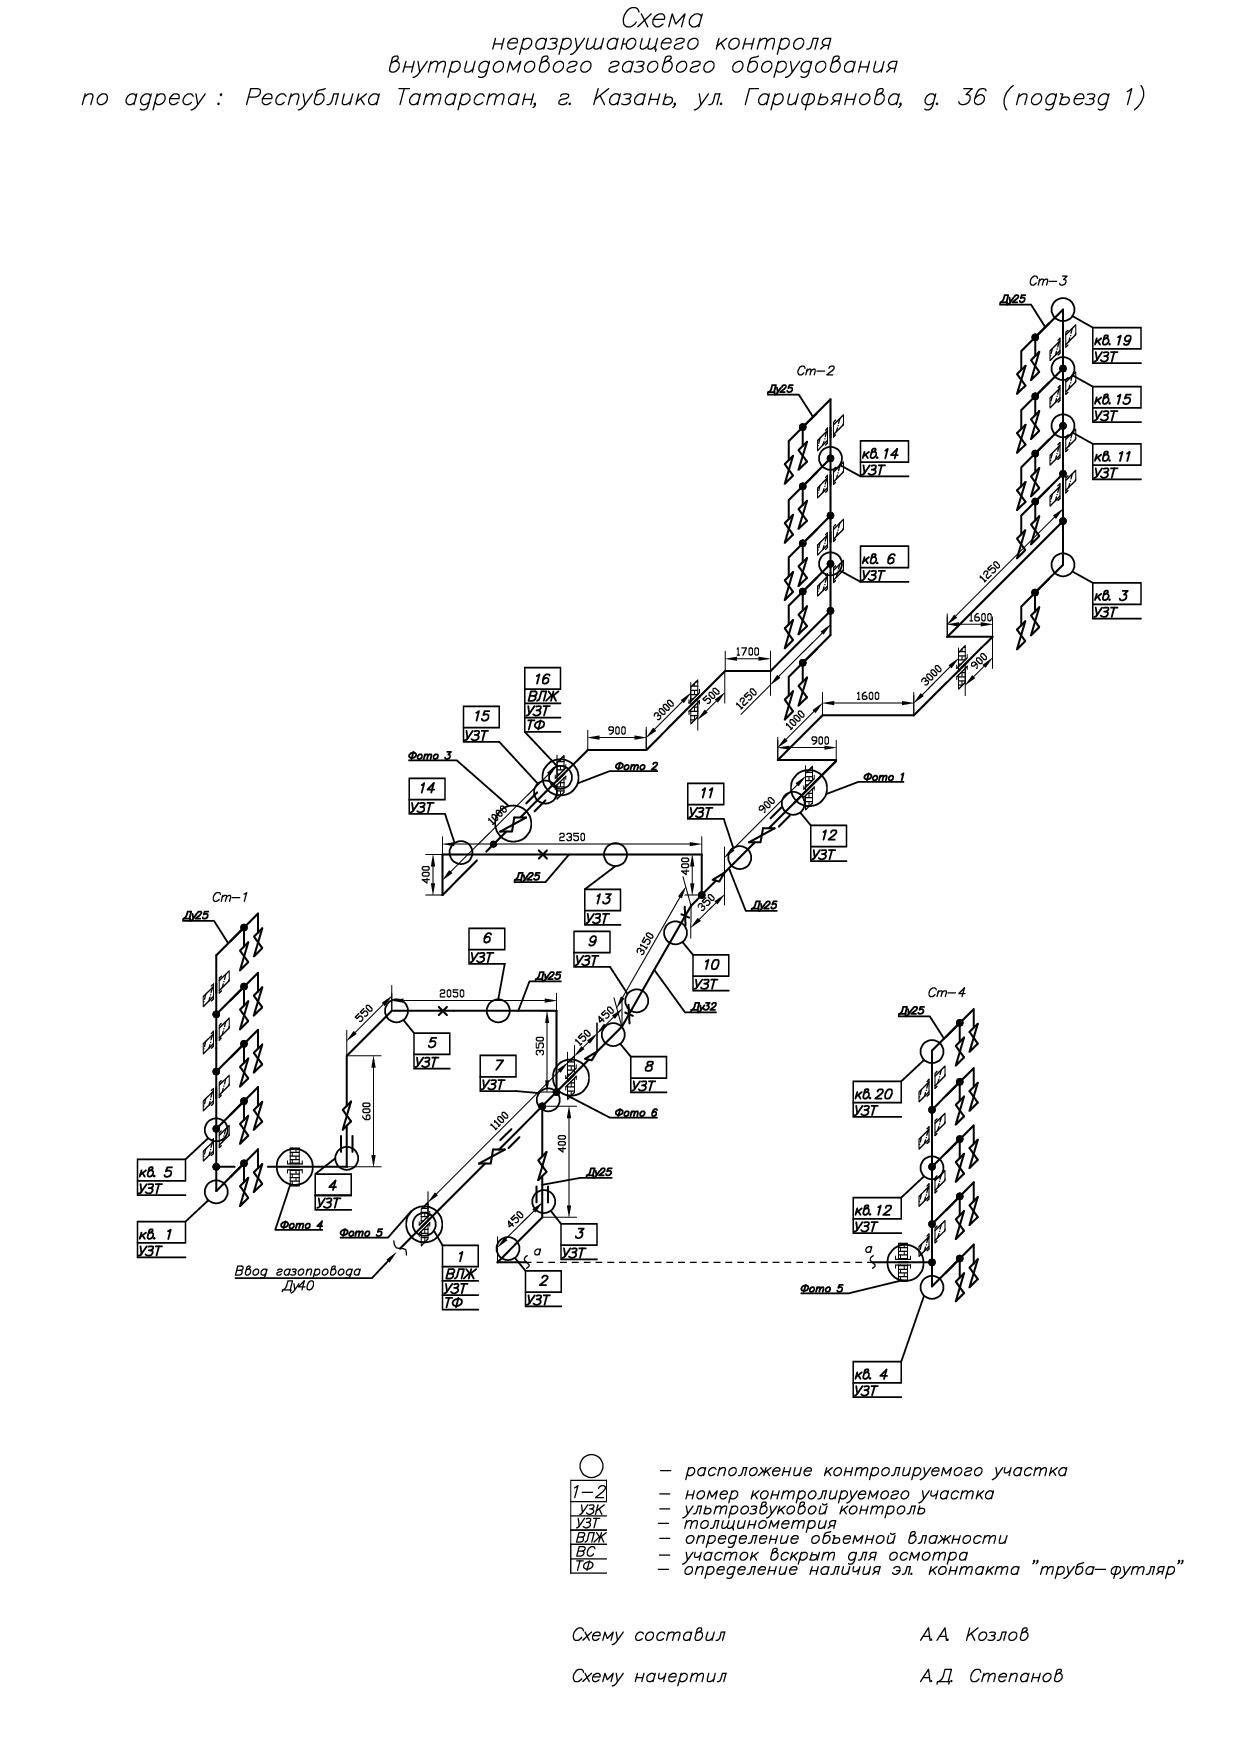 Схема
неразрушающего контроля
внутридомового газового оборудования
по адресу : Республика Татарстан, г. Казань, ул. Гарифьянова, д. 36 (подъезд 1)
Ст-3
Ду25
кв. 19
УЗТ
кв. 15
УЗТ
кв. 11
УЗТ
1250
кв. 3
УЗТ
1600
900
3000
1600
1000
900
Ст-2
Ду25
кв. 14
УЗТ
кв. 6
УЗТ
1700
1250
500
3000
900
16
ВЛЖ
УЗТ
ТФ
15
УЗТ
Фото 3
Фото 2
14
УЗТ
1000
2350
400
Ду25
13
УЗТ
11
УЗТ
900
Фото 1
12
УЗТ
400
350
Ду25
3150
10
УЗТ
9
УЗТ
Ду32
450
150
8
УЗТ
Ст-1
Ду25
6
УЗТ
Ду25
2050
550
5
УЗТ
350
7
УЗТ
Фото 6
600
1100
400
Ду25
кв. 5
УЗТ
кв. 1
УЗТ
4
УЗТ
Фото 4
Фото 5
450
3
УЗТ
1
ВЛЖ
УЗТ
ТФ
2
УЗТ
Ввод газопровода
Ду40
а
а
Ст-4
Ду25
кв. 20
УЗТ
кв. 12
УЗТ
Фото 5
кв. 4
УЗТ
– расположение контролируемого участка
1-2 – номер контролируемого участка
УЗК – ультрозвуковой контроль
УЗТ – толщинометрия
ВЛЖ – определение объемной влажности
ВС – участок вскрыт для осмотра
ТФ – определение наличия эл. контакта "труба-футляр"
Схему составил А.А. Козлов
Схему начертил А.Д. Степанов